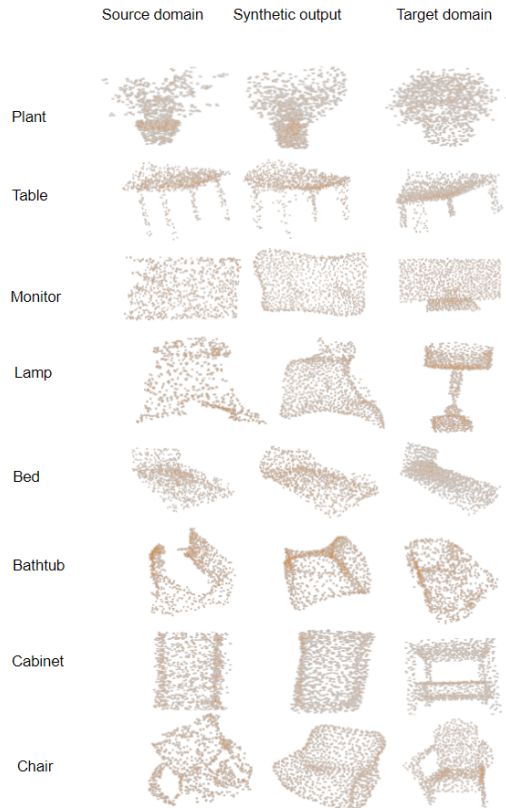 Source domain Synthetic output Target domain
Plant
Table
Monitor
Lamp
Bed
Bathtub
Cabinet
Chair